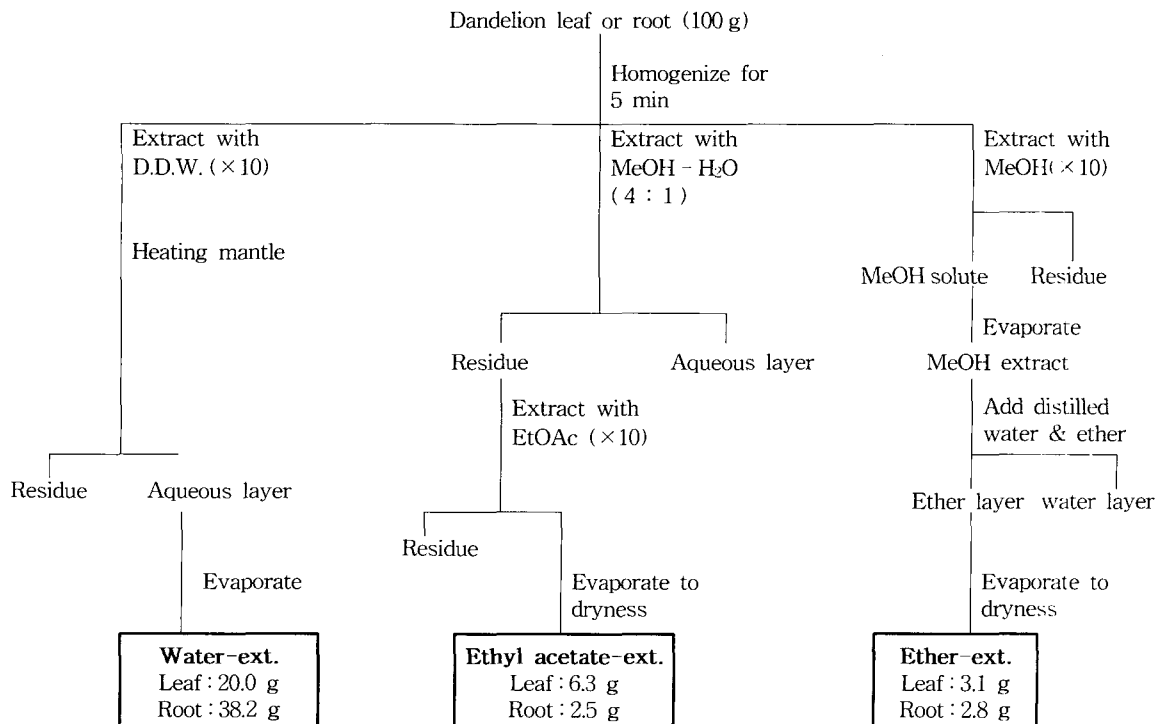 Dandelion leaf or root (100 g)
Homogenize for
5 min
Extract with
D.D.W. (×10)
Heating mantle
Residue
Aqueous layer
Evaporate
Water-ext.
Leaf : 20.0 g
Root : 38.2 g
Extract with
MeOH - H₂O
( 4 : 1 )
Residue
Aqueous layer
Extract with
EtOAc (×10)
Residue
Evaporate to
dryness
Ethyl acetate-ext.
Leaf : 6.3 g
Root : 2.5 g
Extract with
MeOH(×10)
MeOH solute
Residue
Evaporate
MeOH extract
Add distilled
water & ether
Ether layer
water layer
Evaporate to
dryness
Ether-ext.
Leaf : 3.1 g
Root : 2.8 g